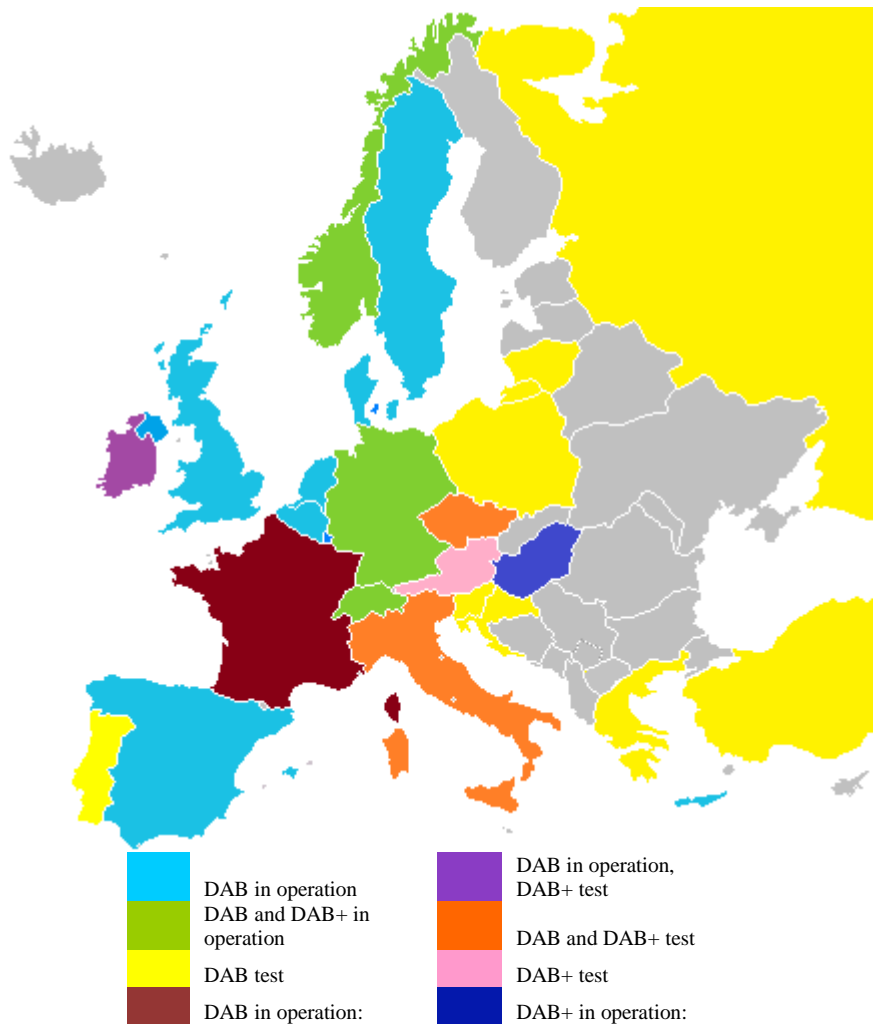 DAB in operation
DAB and DAB+ in
operation
DAB test
DAB in operation:
DAB in operation,
DAB+ test
DAB and DAB+ test
DAB+ test
DAB+ in operation: